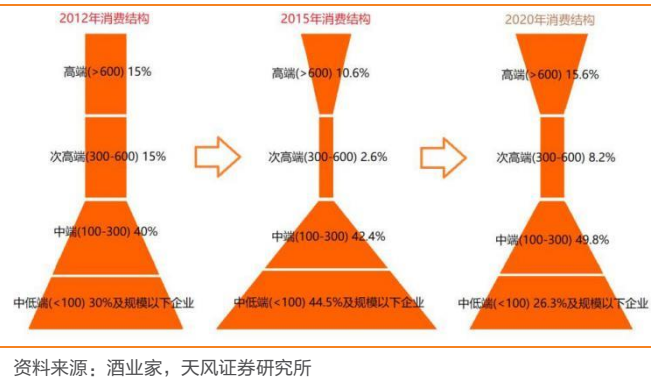 2012年消费结构
高端(>600) 15%
次高端(300-600) 15%
中端(100-300) 40%
中低端(<100) 30%及规模以下企业
2015年消费结构
高端(>600) 10.6%
次高端(300-600) 2.6%
中端(100-300) 42.4%
中低端(<100) 44.5%及规模以下企业
2020年消费结构
高端(>600) 15.6%
次高端(300-600) 8.2%
中端(100-300) 49.8%
中低端(<100) 26.3%及规模以下企业
资料来源：酒业家，天风证券研究所